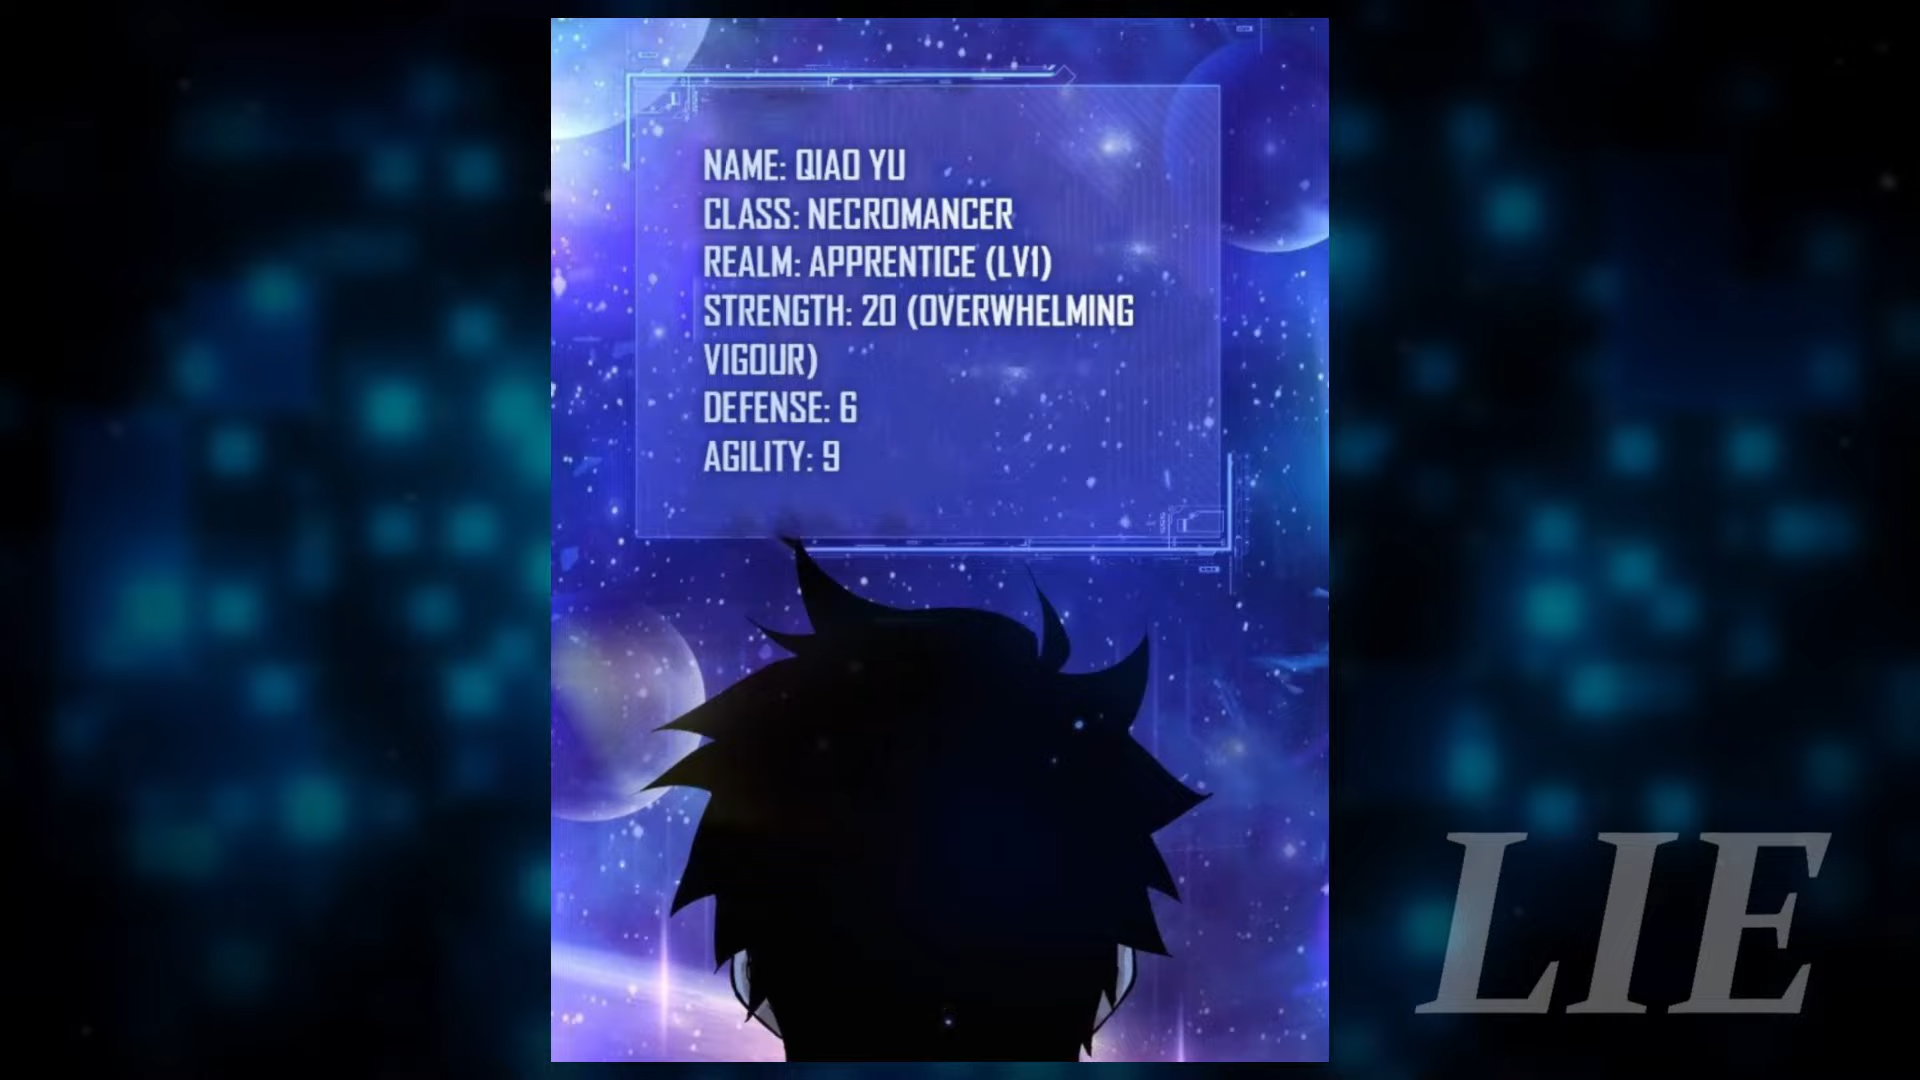 NAME: QIAO YU
CLASS: NECROMANCER
REALM: APPRENTICE (LV1)
STRENGTH: 20 (OVERWHELMING
VIGOUR)
DEFENSE: 6
AGILITY: 9
LIE